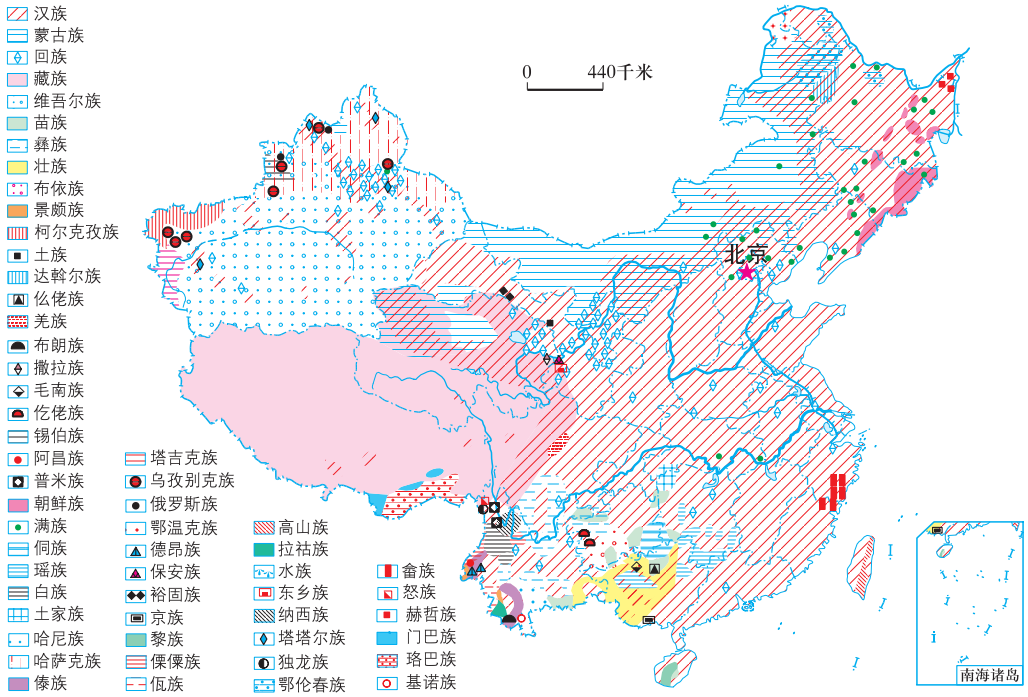 汉族
蒙古族
回族
藏族
维吾尔族
苗族
彝族
壮族
布依族
景颇族
柯尔克孜族
土族
达斡尔族
仫佬族
羌族
布朗族
撒拉族
毛南族
仡佬族
锡伯族
阿昌族
普米族
朝鲜族
满族
侗族
瑶族
白族
土家族
哈尼族
哈萨克族
傣族
塔吉克族
乌孜别克族
俄罗斯族
鄂温克族
德昂族
保安族
裕固族
京族
黎族
傈僳族
佤族
高山族
拉祜族
水族
东乡族
纳西族
塔塔尔族
独龙族
鄂伦春族
畲族
怒族
赫哲族
门巴族
珞巴族
基诺族
0 440千米
北京
南海诸岛